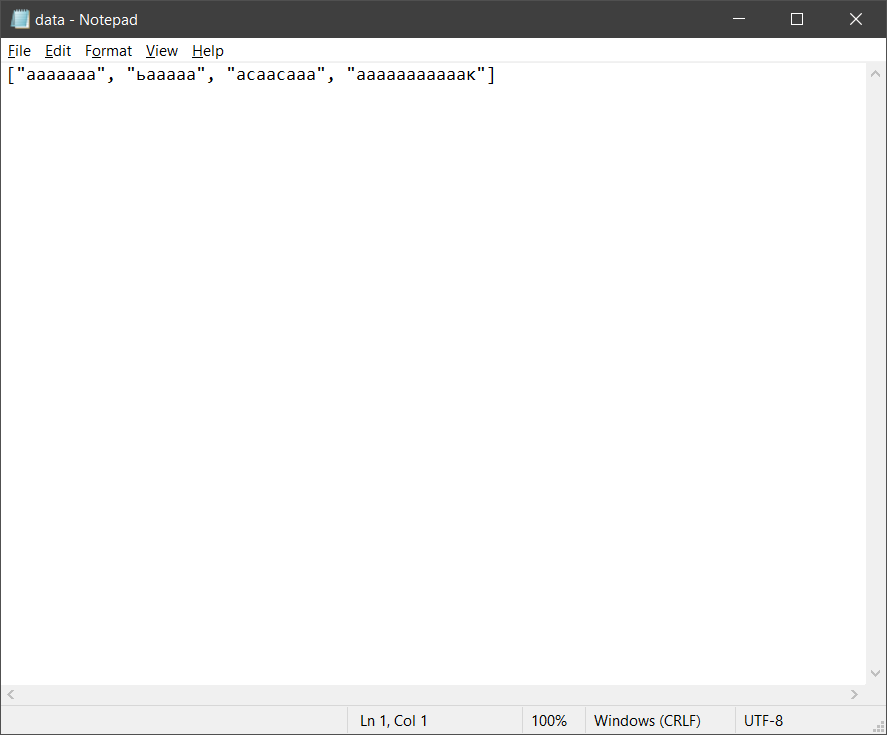 File Edit Format View Help
data - Notepad
["ааааааа", "ьааааа", "асаасааа", "ааааааааааак"]
Ln 1, Col 1 100% Windows (CRLF) UTF-8